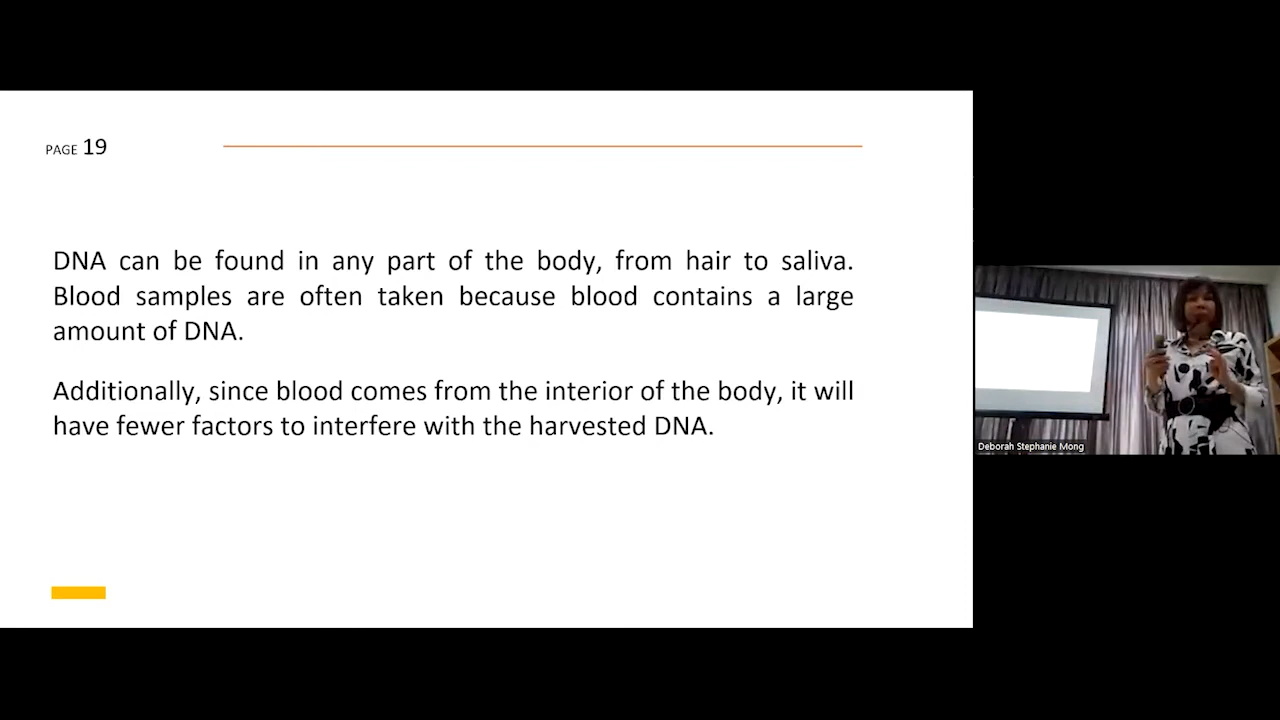 PAGE 19
DNA can be found in any part of the body, from hair to saliva.
Blood samples are often taken because blood contains a large
amount of DNA.
Additionally, since blood comes from the interior of the body, it will
have fewer factors to interfere with the harvested DNA.
Deborah Stephanie Mong